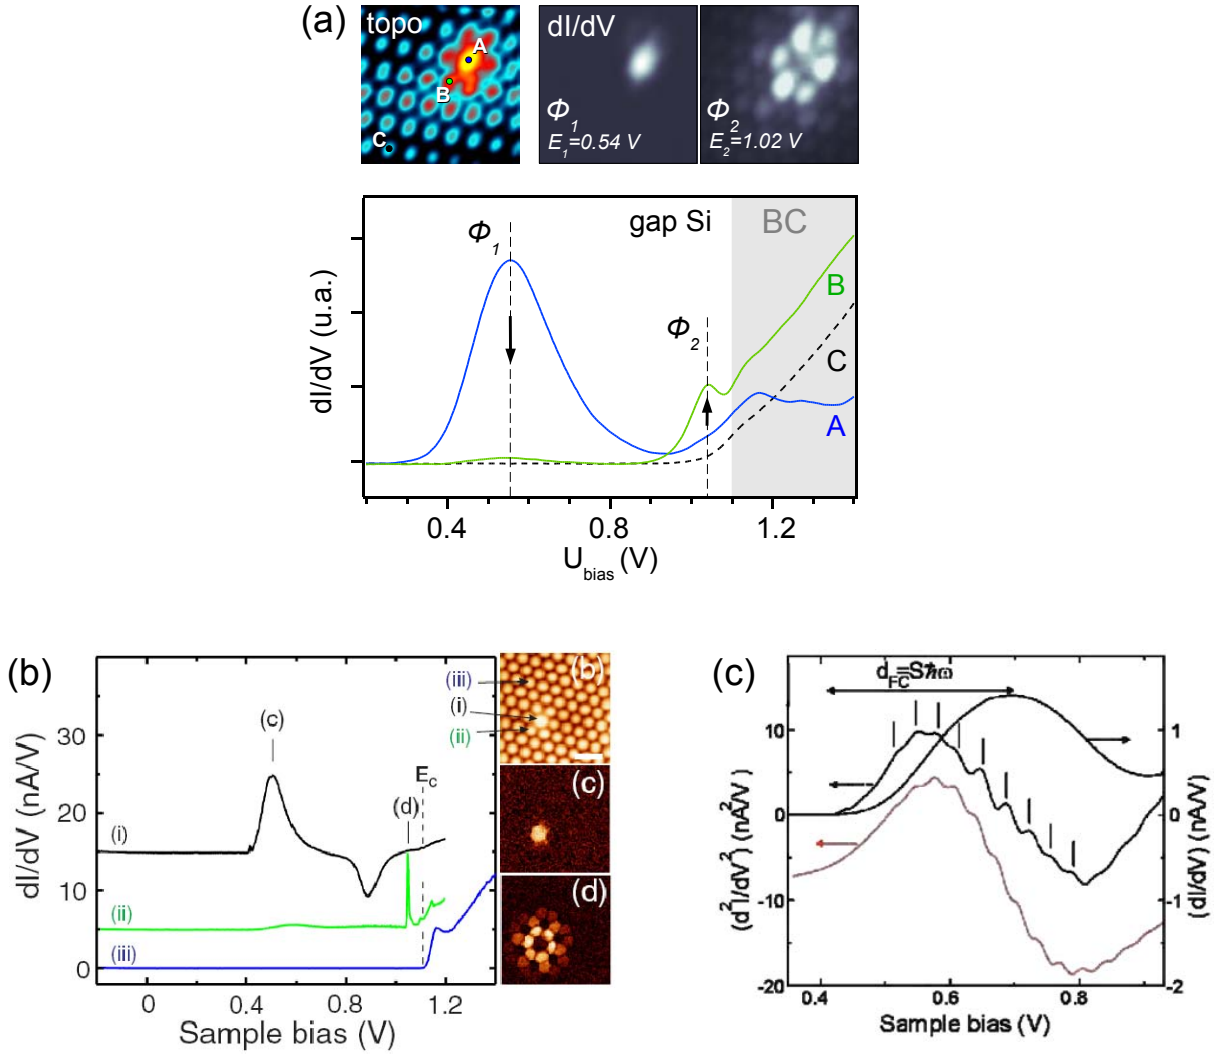 (a)
topo
A
B
C
dI/dV
Φ1
E1=0.54 V
Φ2
E2=1.02 V
dI/dV (u.a.)
Φ1
Φ2
gap Si
BC
B
C
A
0.4
0.8
1.2
Ubias (V)
(b)
dI/dV (nA/V)
30
20
10
0
(c)
(d)
EC
(i)
(ii)
(iii)
0
0.4
0.8
1.2
Sample bias (V)
(b)
(iii)
(i)
(ii)
(c)
(d)
(c)
dFC=Sħω
(d²I/dV²) (nA/V²)
10
0
-10
-20
1
0
-1
-2
(dI/dV) (nA/V)
0.4
0.6
0.8
Sample bias (V)